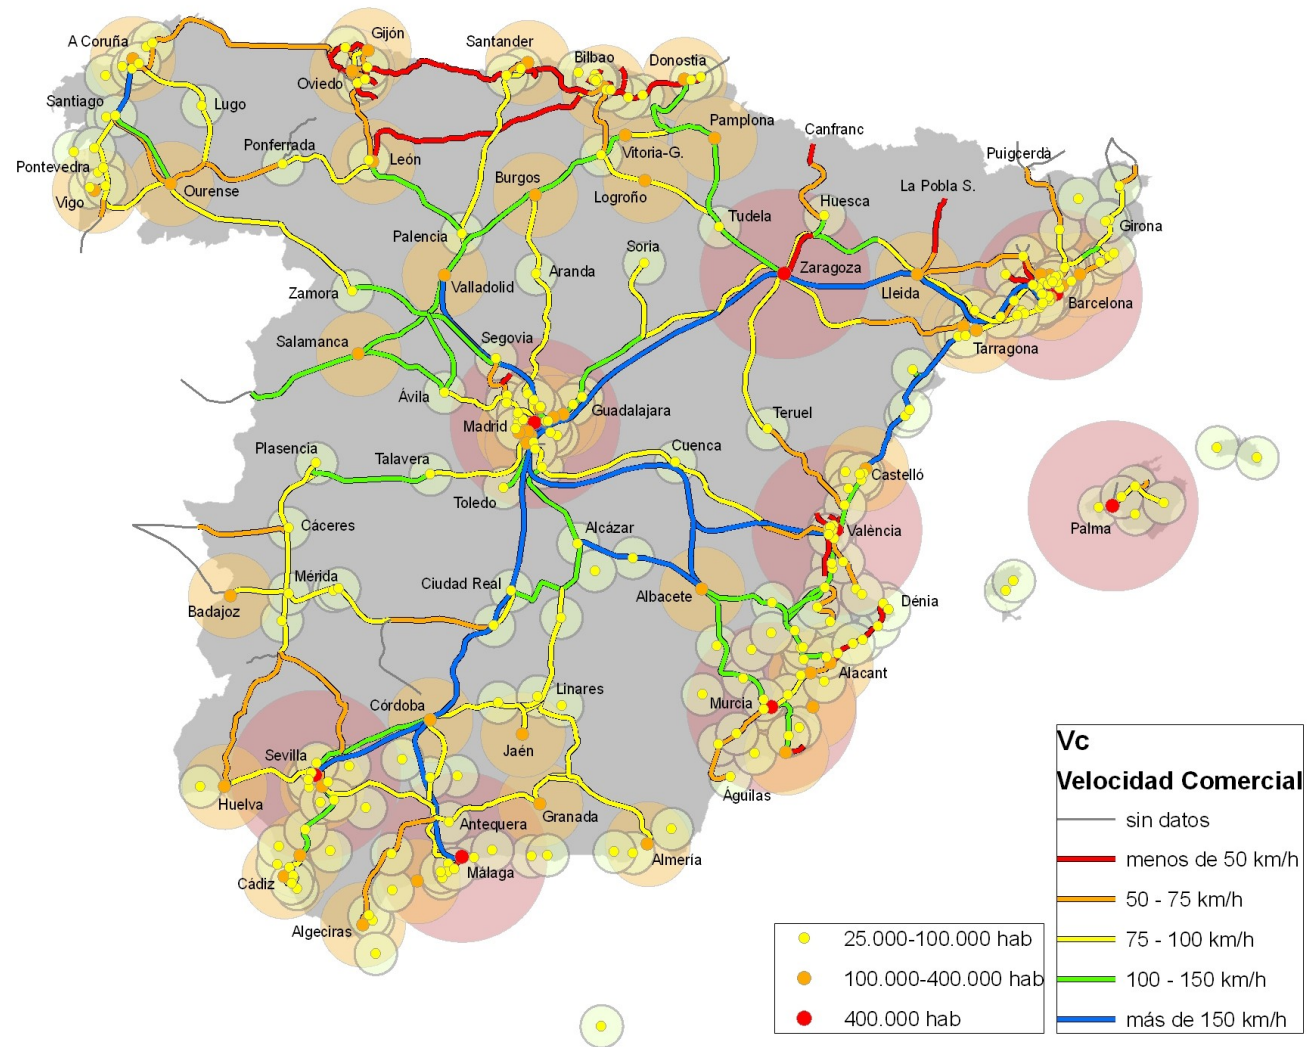 A Coruña
Gijón
Santander
Bilbao
Donostia
Oviedo
Santiago
Lugo
Ponferrada
León
Vitoria-G.
Pamplona
Canfranc
Puigcerdà
Pontevedra
Ourense
Burgos
Logroño
La Pobla S.
Vigo
Huesca
Tudela
Girona
Palencia
Soria
Zaragoza
Aranda
Valladolid
Lleida
Barcelona
Zamora
Salamanca
Segovia
Tarragona
Ávila
Guadalajara
Madrid
Teruel
Plasencia
Talavera
Cuenca
Castelló
Toledo
Cáceres
Alcázar
València
Palma
Mérida
Ciudad Real
Albacete
Badajoz
Dénia
Alacant
Linares
Córdoba
Murcia
Sevilla
Jaén
Águilas
Huelva
Antequera
Granada
Almería
Cádiz
Málaga
Algeciras
Vc
Velocidad Comercial
sin datos
menos de 50 km/h
50 - 75 km/h
75 - 100 km/h
100 - 150 km/h
más de 150 km/h
25.000-100.000 hab
100.000-400.000 hab
400.000 hab